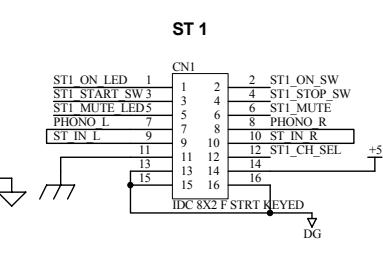 ST 1
CN1
ST1_ON_LED 1 1 2 2 ST1_ON_SW
ST1_START_SW 3 3 4 4 ST1_STOP_SW
ST1_MUTE_LED 5 5 6 6 ST1_MUTE
PHONO_L 7 7 8 8 PHONO_R
ST_IN_L 9 9 10 10 ST_IN_R
11 11 12 12 ST1_CH_SEL
13 13 14 14 +5
15 15 16 16
IDC 8X2 F STRT KEYED
DG